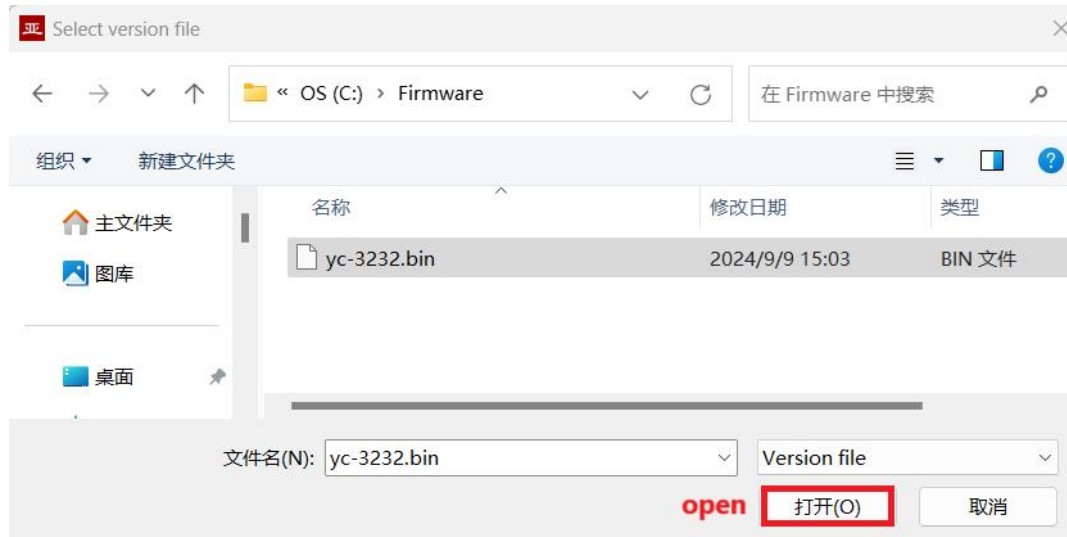 亚 Select version file
« OS (C:) › Firmware 在 Firmware 中搜索
组织 新建文件夹
名称 修改日期 类型
主文件夹
yc-3232.bin 2024/9/9 15:03 BIN 文件
图库
桌面
文件名(N): yc-3232.bin Version file
open 打开(O) 取消